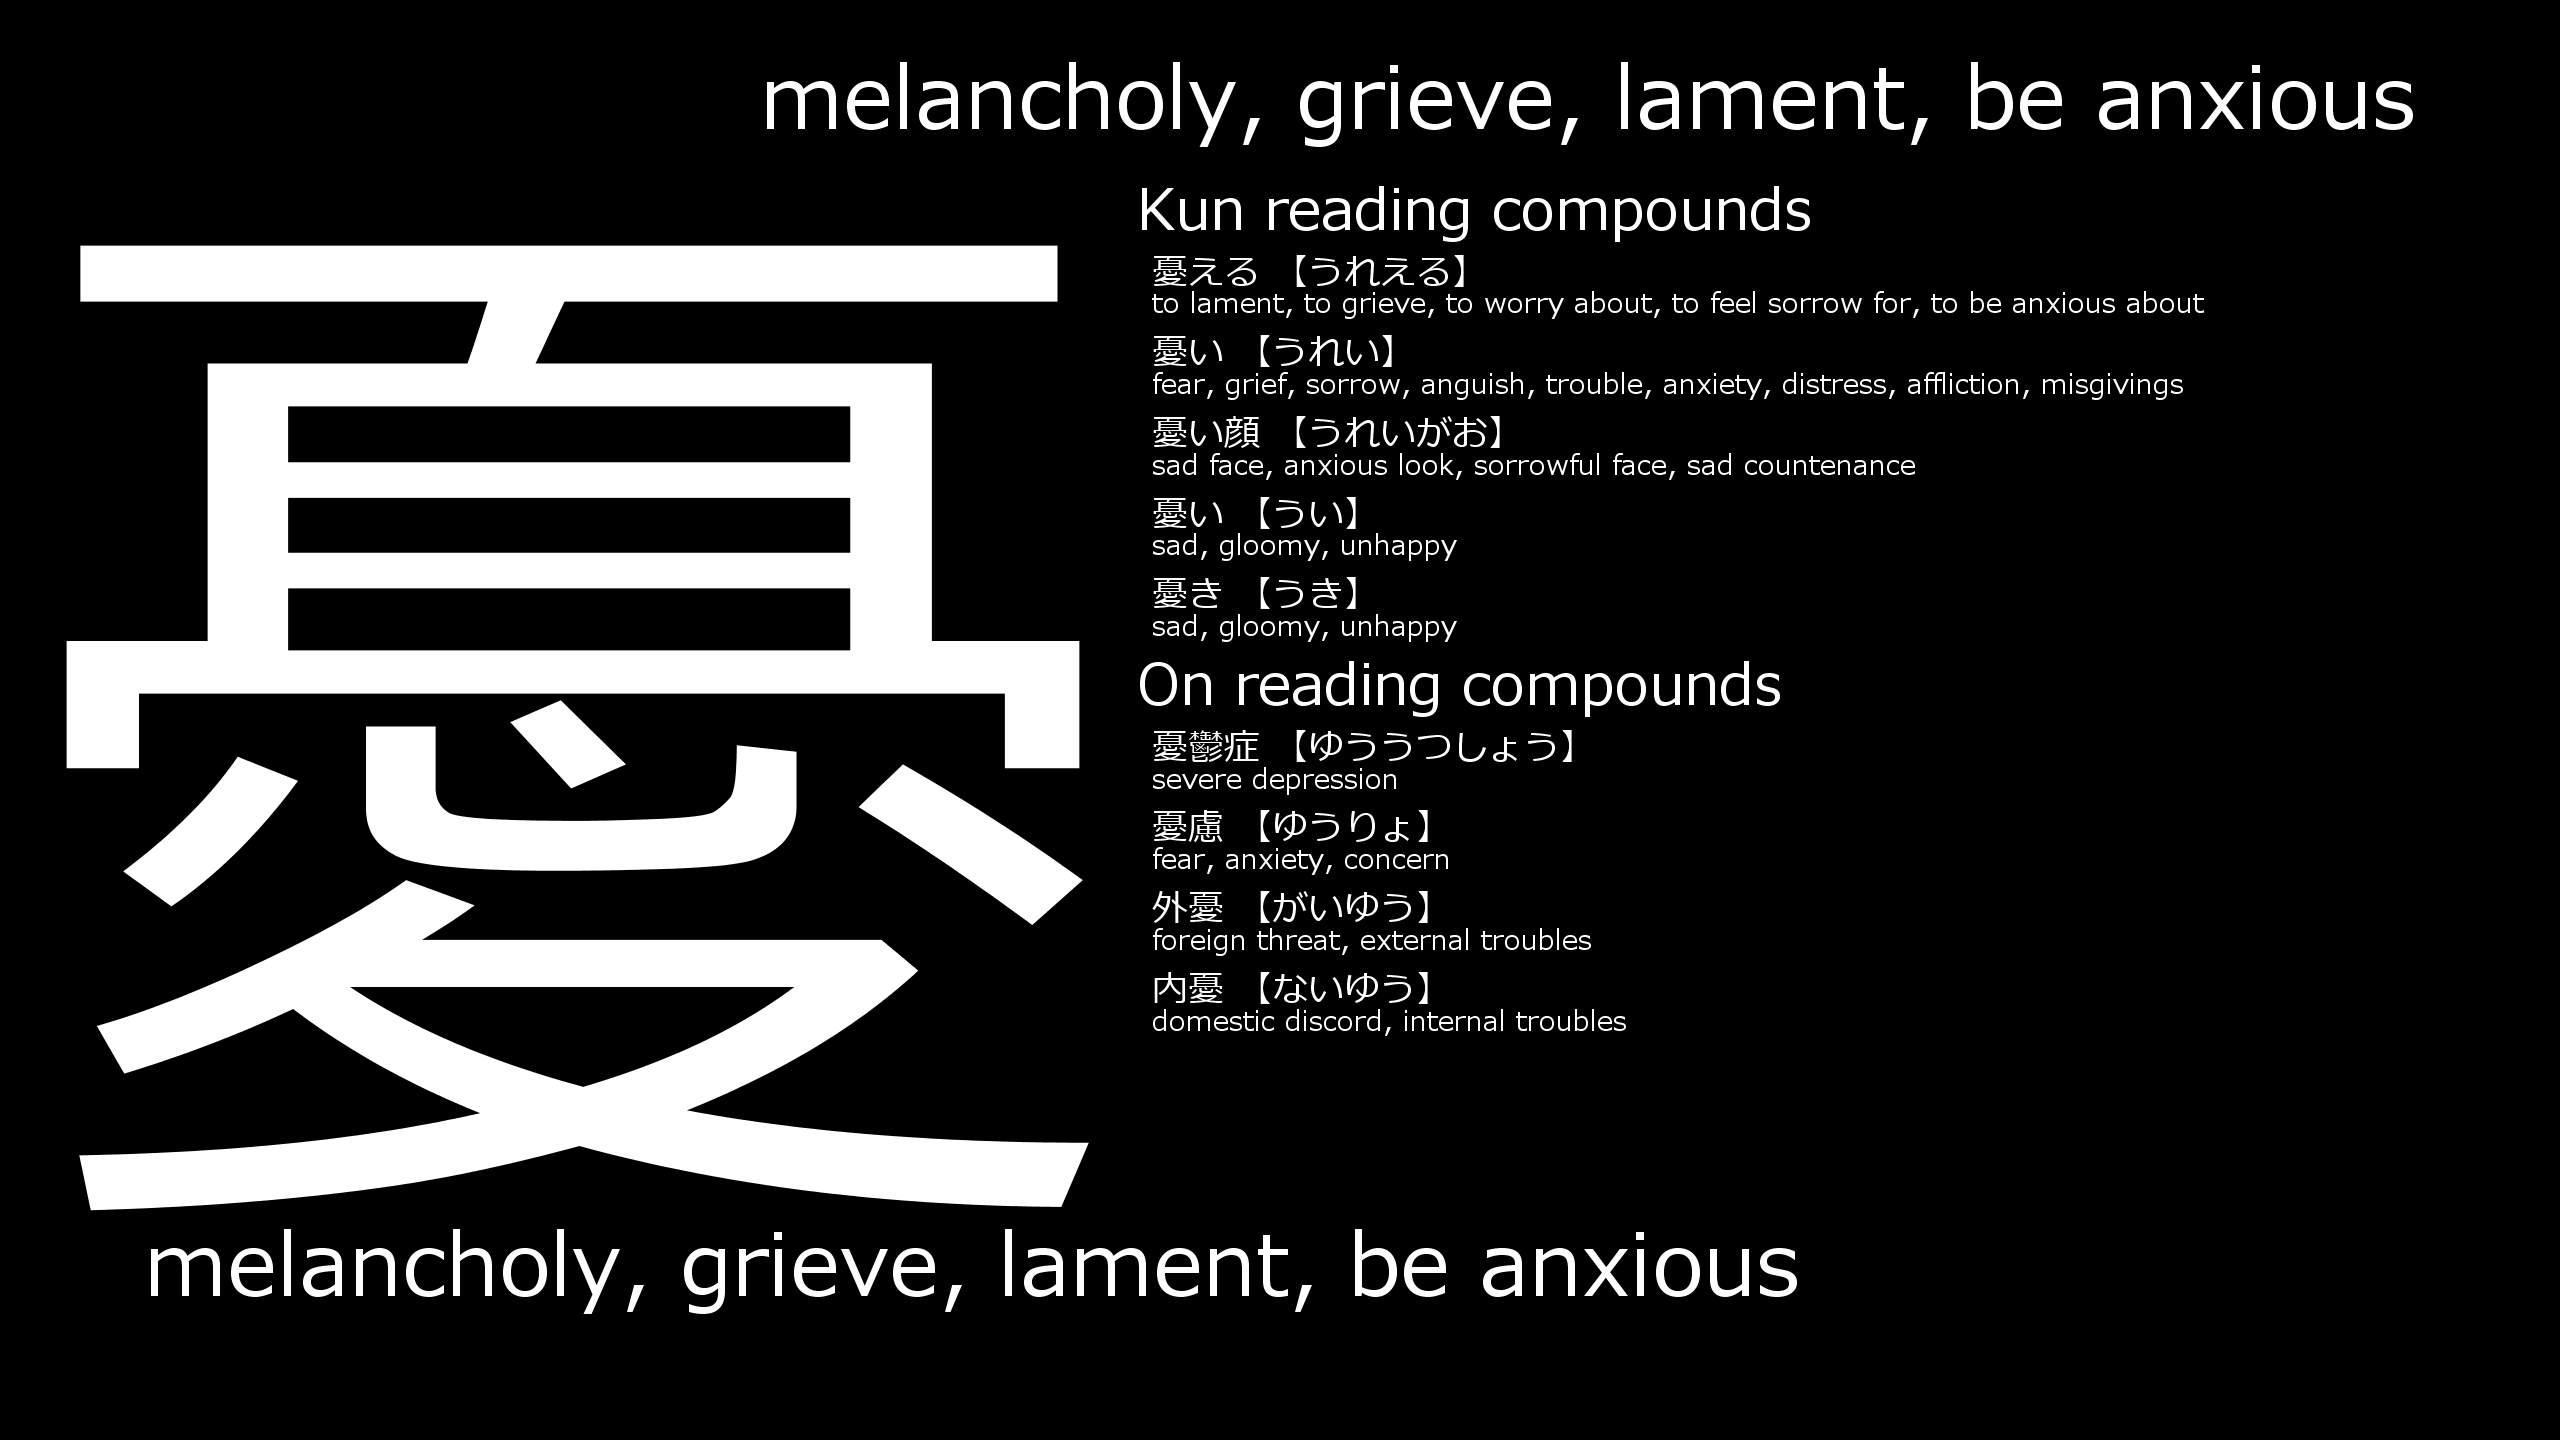 melancholy, grieve, lament, be anxious
憂
Kun reading compounds
憂える 【うれえる】
to lament, to grieve, to worry about, to feel sorrow for, to be anxious about
憂い 【うれい】
fear, grief, sorrow, anguish, trouble, anxiety, distress, affliction, misgivings
憂い顔 【うれいがお】
sad face, anxious look, sorrowful face, sad countenance
憂い 【うい】
sad, gloomy, unhappy
憂き 【うき】
sad, gloomy, unhappy
On reading compounds
憂鬱症 【ゆううつしょう】
severe depression
憂慮 【ゆうりょ】
fear, anxiety, concern
外憂 【がいゆう】
foreign threat, external troubles
内憂 【ないゆう】
domestic discord, internal troubles
melancholy, grieve, lament, be anxious